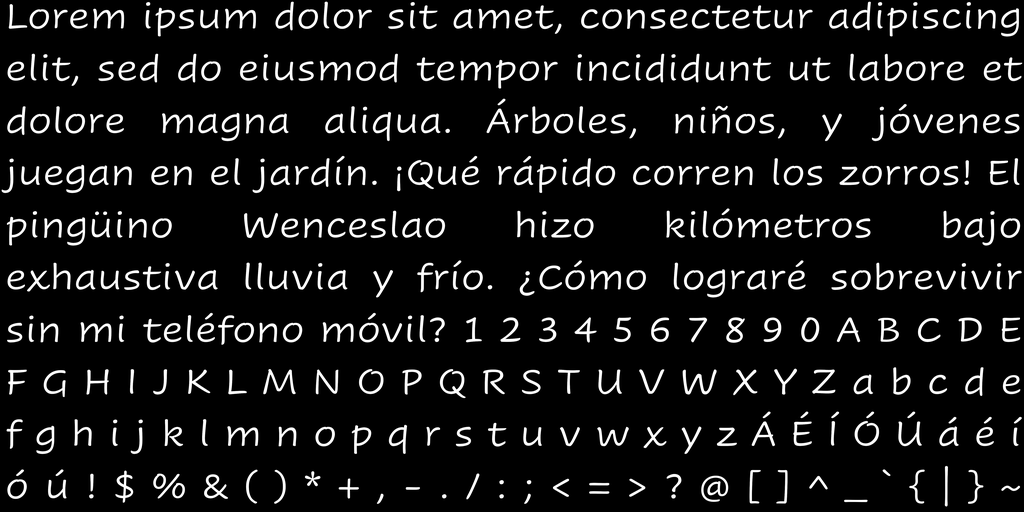 Lorem ipsum dolor sit amet, consectetur adipiscing
elit, sed do eiusmod tempor incididunt ut labore et
dolore magna aliqua. Árboles, niños, y jóvenes
juegan en el jardín. ¡Qué rápido corren los zorros! El
pingüino Wenceslao hizo kilómetros bajo
exhaustiva lluvia y frío. ¿Cómo lograré sobrevivir
sin mi teléfono móvil? 1 2 3 4 5 6 7 8 9 0 A B C D E
F G H I J K L M N O P Q R S T U V W X Y Z a b c d e
f g h i j k l m n o p q r s t u v w x y z Á É Í Ó Ú á é í
ó ú ! $ % & ( ) * + , - . / : ; < = > ? @ [ ] ^ _ ` { | } ~